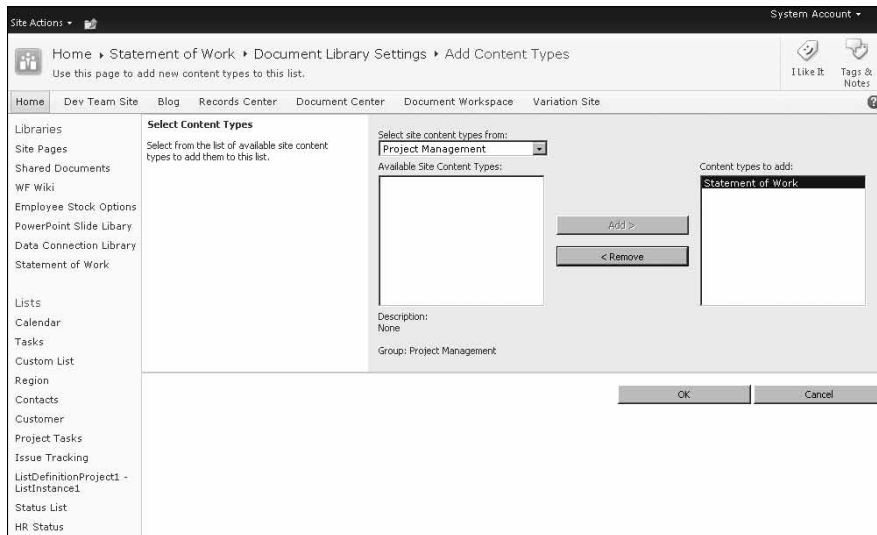 Site Actions
System Account
Home ▸ Statement of Work ▸ Document Library Settings ▸ Add Content Types
Use this page to add new content types to this list.
I Like It
Tags &
Notes
Home Dev Team Site Blog Records Center Document Center Document Workspace Variation Site
Libraries
Site Pages
Shared Documents
WF Wiki
Employee Stock Options
PowerPoint Slide Libary
Data Connection Library
Statement of Work
Lists
Calendar
Tasks
Custom List
Region
Contacts
Customer
Project Tasks
Issue Tracking
ListDefinitionProject1 -
ListInstance1
Status List
HR Status
Select Content Types
Select from the list of available site content
types to add them to this list.
Select site content types from:
Project Management
Available Site Content Types:
Add >
< Remove
Content types to add:
Statement of Work
Description:
None
Group: Project Management
OK
Cancel